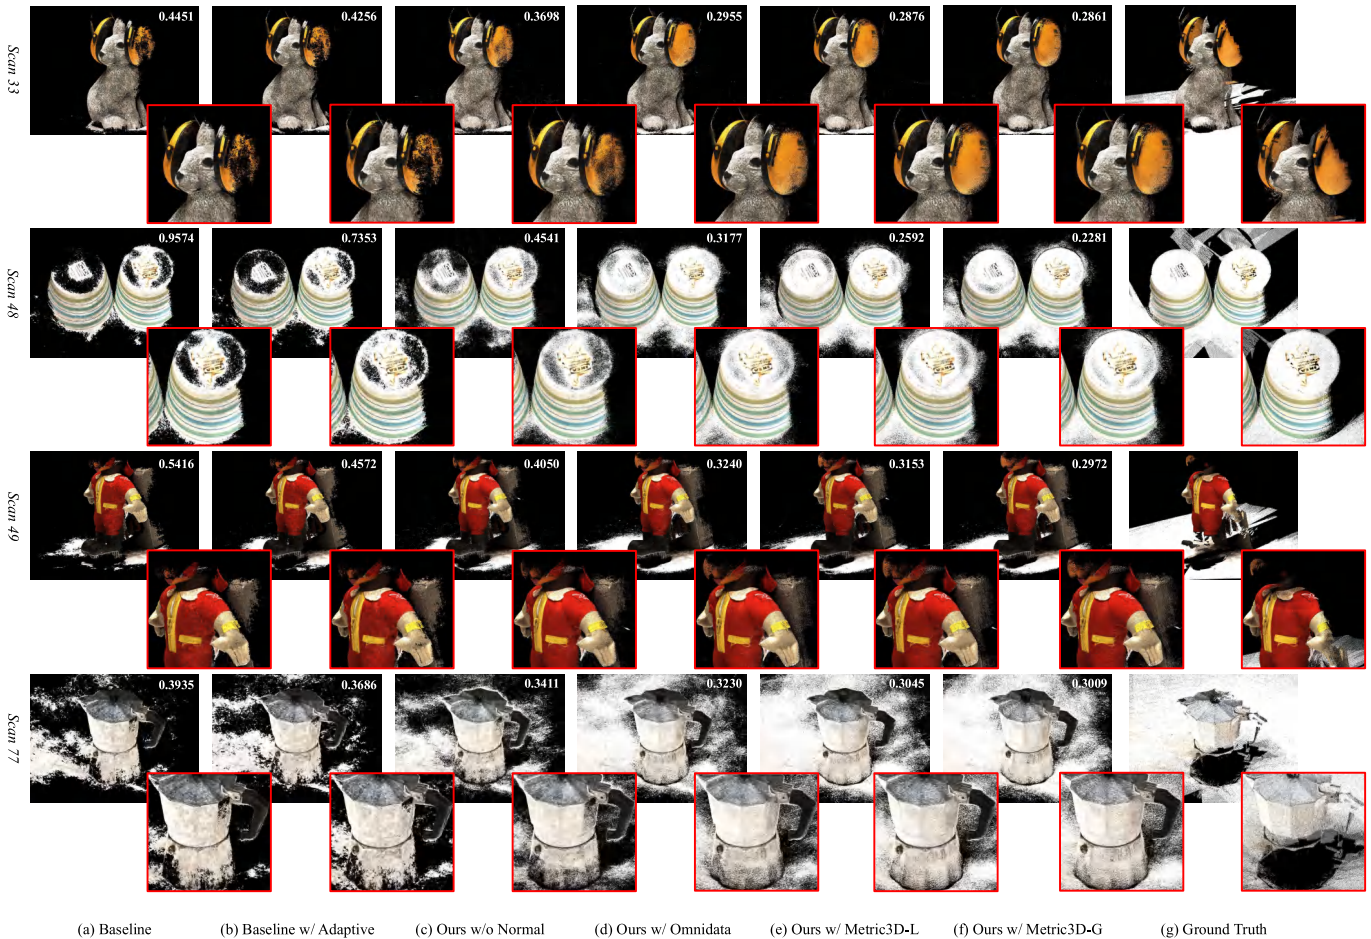 Scan 33
0.4451 0.4256 0.3698 0.2955 0.2876 0.2861
Scan 48
0.9574 0.7353 0.4541 0.3177 0.2592 0.2281
Scan 49
0.5416 0.4572 0.4050 0.3240 0.3153 0.2972
Scan 77
0.3935 0.3686 0.3411 0.3230 0.3045 0.3009
(a) Baseline (b) Baseline w/ Adaptive (c) Ours w/o Normal (d) Ours w/ Omnidata (e) Ours w/ Metric3D-L (f) Ours w/ Metric3D-G (g) Ground Truth